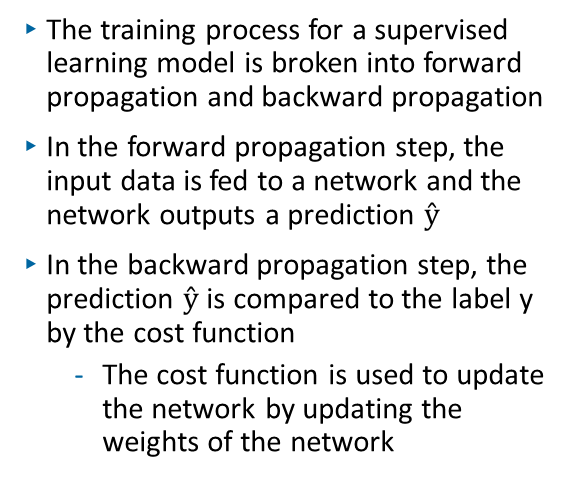 ▸ The training process for a supervised
learning model is broken into forward
propagation and backward propagation
▸ In the forward propagation step, the
input data is fed to a network and the
network outputs a prediction ŷ
▸ In the backward propagation step, the
prediction ŷ is compared to the label y
by the cost function
- The cost function is used to update
the network by updating the
weights of the network